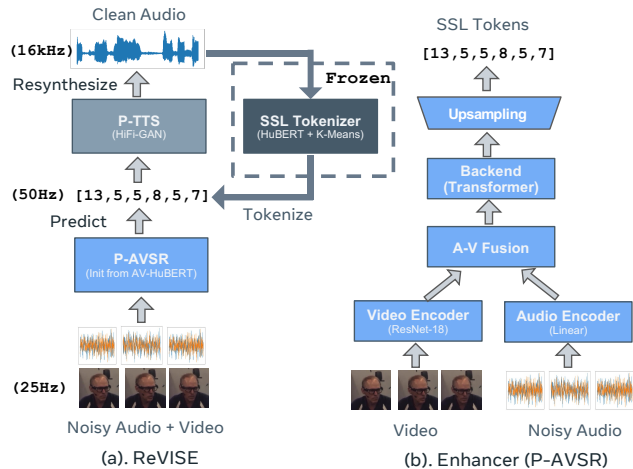 Clean Audio
(16kHz)
Resynthesize
Frozen
P-TTS
(HiFi-GAN)
SSL Tokenizer
(HuBERT + K-Means)
(50Hz) [13,5,5,8,5,7]
Tokenize
Predict
P-AVSR
(Init from AV-HuBERT)
(25Hz)
Noisy Audio + Video
(a). ReVISE
SSL Tokens
[13,5,5,8,5,7]
Upsampling
Backend
(Transformer)
A-V Fusion
Video Encoder
(ResNet-18)
Audio Encoder
(Linear)
Video
Noisy Audio
(b). Enhancer (P-AVSR)